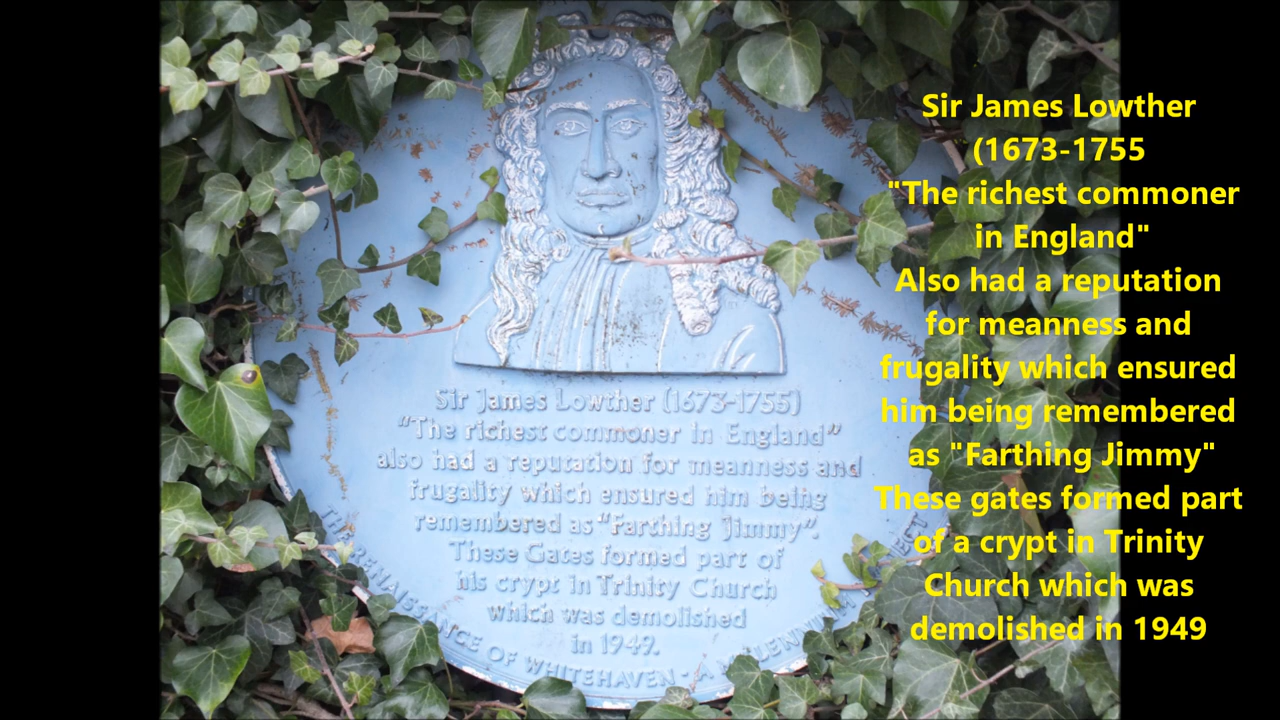 Sir James Lowther (1673-1755)
"The richest commoner in England"
also had a reputation for meanness and
frugality which ensured him being
remembered as "Farthing Jimmy".
These Gates formed part of
his crypt in Trinity Church
which was demolished
in 1949.
THE RENAISSANCE OF WHITEHAVEN - A MILLENNIUM
Sir James Lowther
(1673-1755
"The richest commoner
in England"
Also had a reputation
for meanness and
frugality which ensured
him being remembered
as "Farthing Jimmy"
These gates formed part
of a crypt in Trinity
Church which was
demolished in 1949